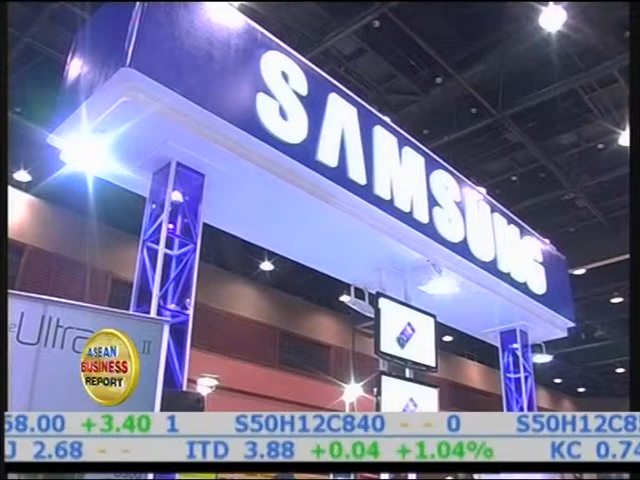 SAMSUNG
Ultra
II
ASEAN
BUSINESS
REPORT
58.00 +3.40 1 S50H12C840 - - 0 S50H12C8
J 2.68 - - ITD 3.88 +0.04 +1.04% KC 0.74